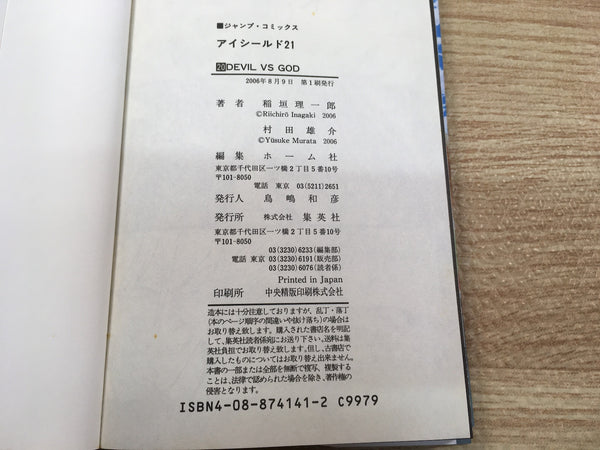 ■ジャンプ・コミックス
アイシールド21
20 DEVIL VS GOD
2006年8月9日 第1刷発行
著者 稲垣理一郎
©Riichirō Inagaki 2006
村田雄介
©Yūsuke Murata 2006
編集 ホーム社
東京都千代田区一ツ橋2丁目5番10号
〒101-8050
電話 東京 03(5211)2651
発行人 鳥嶋和彦
発行所 株式会社 集英社
東京都千代田区一ツ橋2丁目5番10号
〒101-8050
03(3230)6233(編集部)
電話 東京 03(3230)6191(販売部)
03(3230)6076(読者係)
Printed in Japan
印刷所 中央精版印刷株式会社
造本には十分注意しておりますが、乱丁・落丁
(本のページ順序の間違いや抜け落ち)の場合は
お取り替え致します。購入された書店名を明記し
て、集英社読者係宛にお送り下さい。送料は集英
社負担でお取り替え致します。但し、古書店で
購入したものについてはお取り替え出来ません。
本書の一部または全部を無断で複写、複製する
ことは、法律で認められた場合を除き、著作権の
侵害となります。
ISBN4-08-874141-2 C9979